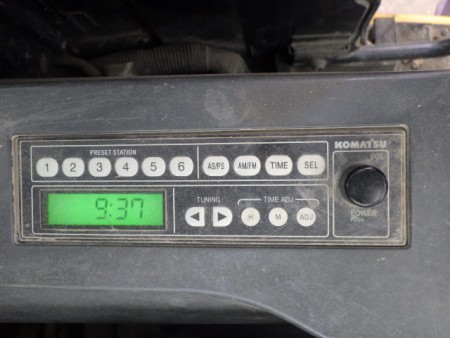 PRESET STATION
KOMATSU
1 2 3 4 5 6 AS/PS AM/FM TIME SEL
VOL
TUNING TIME ADJ
9:37
H M ADJ
POWER
PUSH